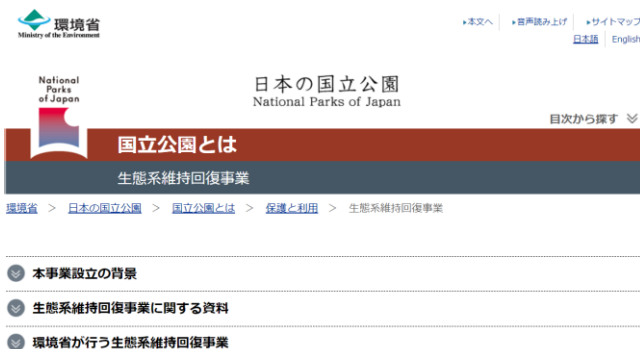 環境省
Ministry of the Environment
▸本文へ ▸音声読み上げ ▸サイトマップ
日本語 English
National
Parks
of Japan
日本の国立公園
National Parks of Japan
目次から探す
国立公園とは
生態系維持回復事業
環境省 > 日本の国立公園 > 国立公園とは > 保護と利用 > 生態系維持回復事業
本事業設立の背景
生態系維持回復事業に関する資料
環境省が行う生態系維持回復事業